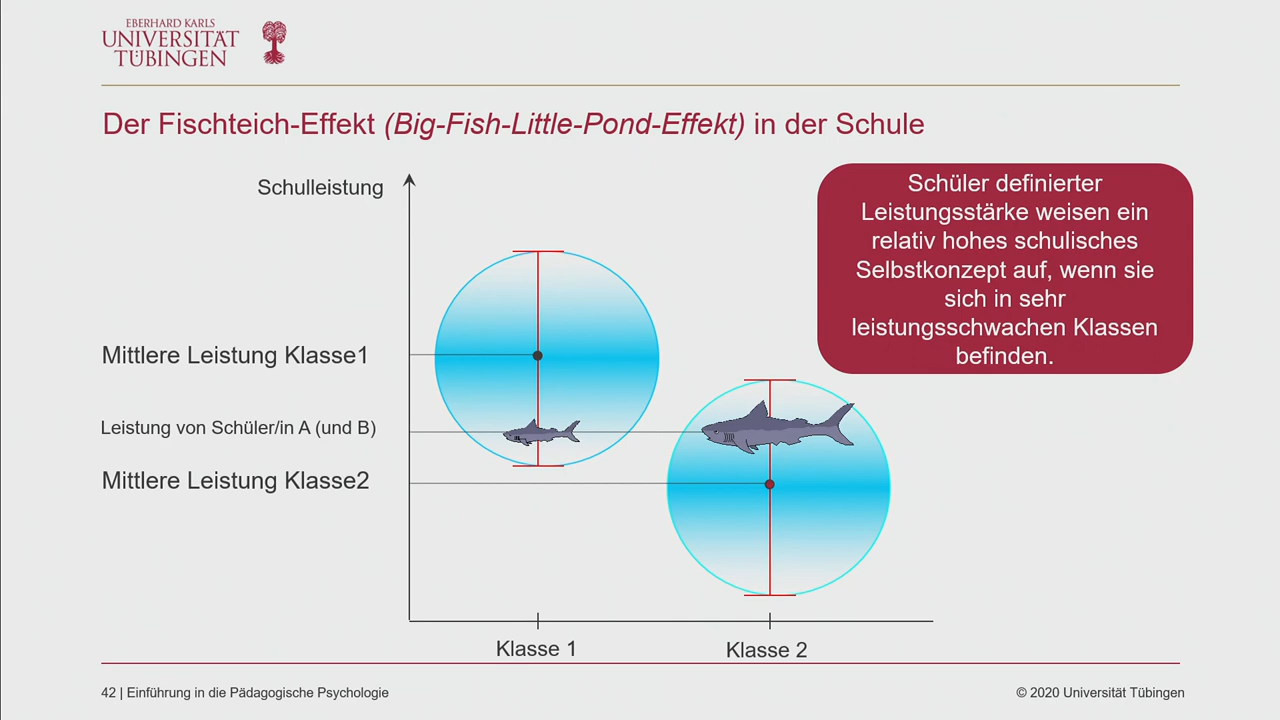 EBERHARD KARLS
UNIVERSITÄT
TÜBINGEN
Der Fischteich-Effekt (Big-Fish-Little-Pond-Effekt) in der Schule
Schulleistung
Schüler definierter
Leistungsstärke weisen ein
relativ hohes schulisches
Selbstkonzept auf, wenn sie
sich in sehr
leistungsschwachen Klassen
befinden.
Mittlere Leistung Klasse1
Leistung von Schüler/in A (und B)
Mittlere Leistung Klasse2
Klasse 1
Klasse 2
42 | Einführung in die Pädagogische Psychologie
© 2020 Universität Tübingen